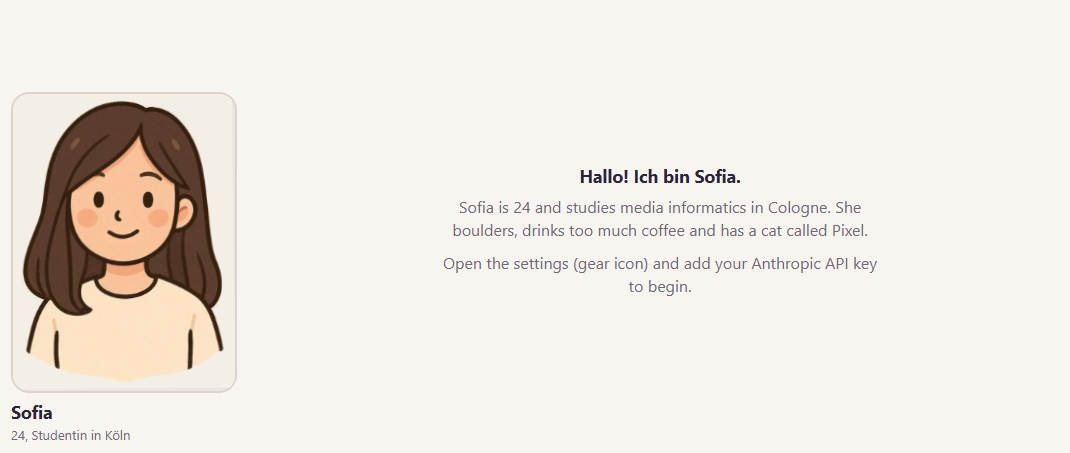 Hallo! Ich bin Sofia.
Sofia is 24 and studies media informatics in Cologne. She
boulders, drinks too much coffee and has a cat called Pixel.
Open the settings (gear icon) and add your Anthropic API key
to begin.
Sofia
24, Studentin in Köln